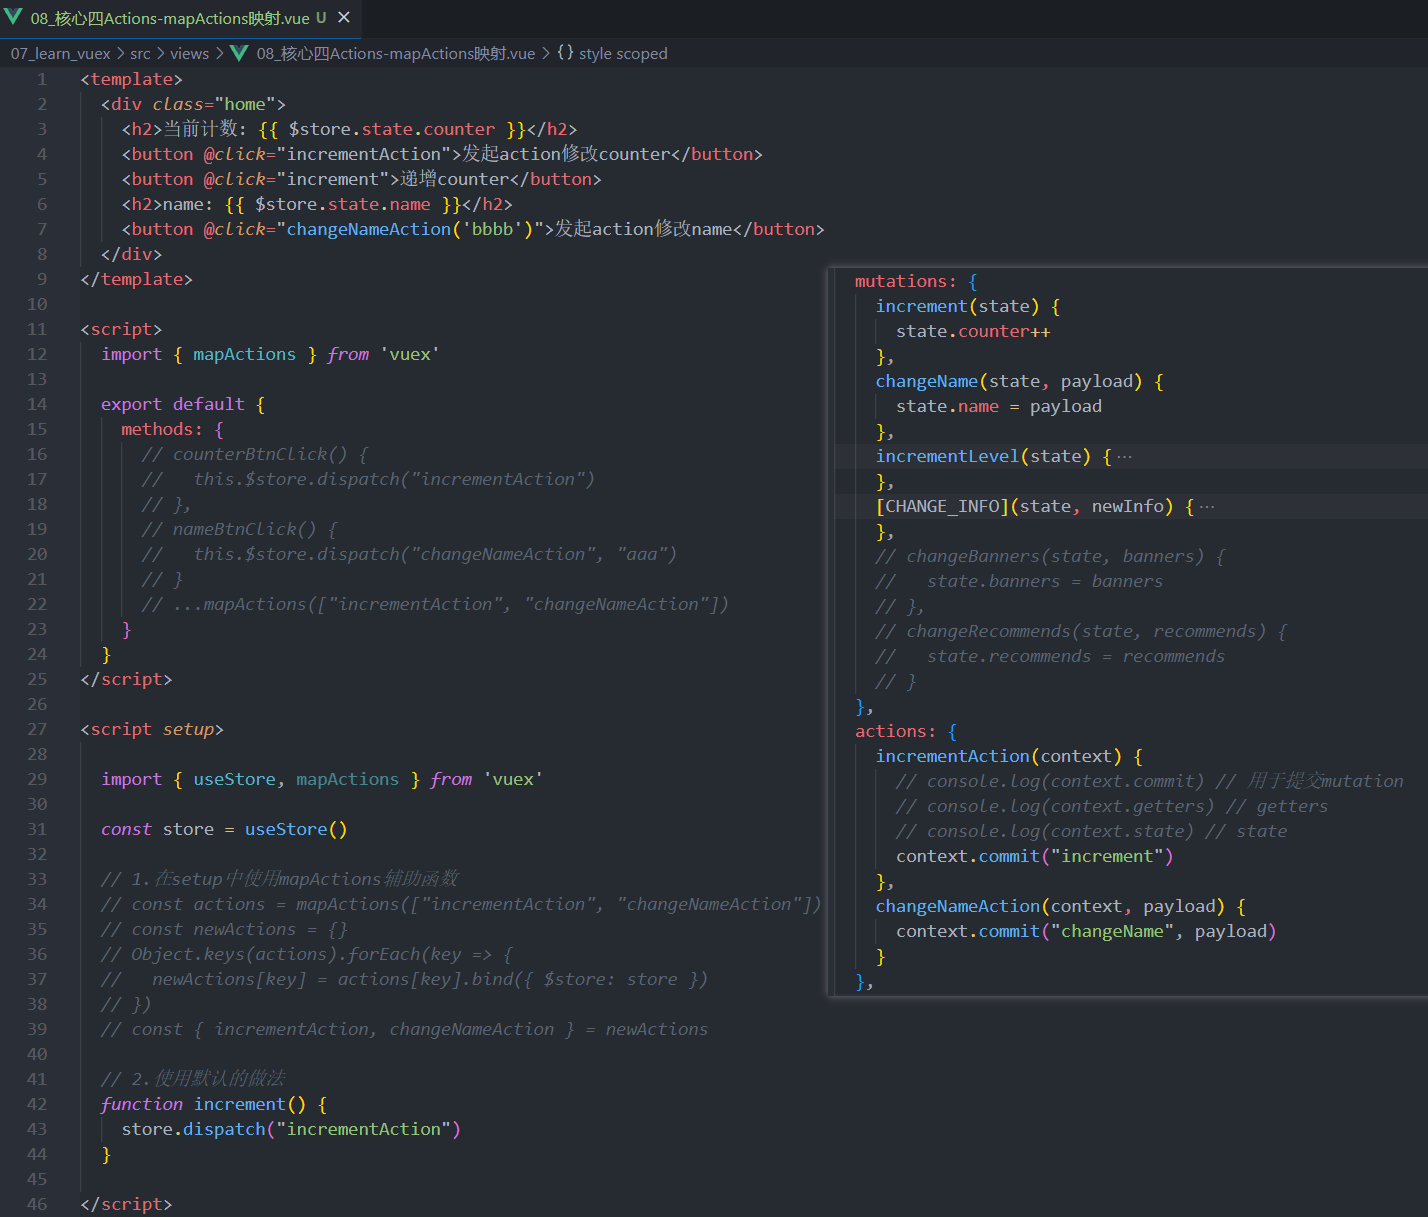 08_核心四Actions-mapActions映射.vue U
07_learn_vuex > src > views > 08_核心四Actions-mapActions映射.vue > {} style scoped
1 <template>
2 <div class="home">
3 <h2>当前计数: {{ $store.state.counter }}</h2>
4 <button @click="incrementAction">发起action修改counter</button>
5 <button @click="increment">递增counter</button>
6 <h2>name: {{ $store.state.name }}</h2>
7 <button @click="changeNameAction('bbbb')">发起action修改name</button>
8 </div>
9 </template>
10
11 <script>
12 import { mapActions } from 'vuex'
13
14 export default {
15 methods: {
16 // counterBtnClick() {
17 //   this.$store.dispatch("incrementAction")
18 // },
19 // nameBtnClick() {
20 //   this.$store.dispatch("changeNameAction", "aaa")
21 // }
22 // ...mapActions(["incrementAction", "changeNameAction"])
23 }
24 }
25 </script>
26
27 <script setup>
28
29 import { useStore, mapActions } from 'vuex'
30
31 const store = useStore()
32
33 // 1.在setup中使用mapActions辅助函数
34 // const actions = mapActions(["incrementAction", "changeNameAction"])
35 // const newActions = {}
36 // Object.keys(actions).forEach(key => {
37 //   newActions[key] = actions[key].bind({ $store: store })
38 // })
39 // const { incrementAction, changeNameAction } = newActions
40
41 // 2.使用默认的做法
42 function increment() {
43 store.dispatch("incrementAction")
44 }
45
46 </script>
mutations: {
increment(state) {
state.counter++
},
changeName(state, payload) {
state.name = payload
},
incrementLevel(state) {⋯
},
[CHANGE_INFO](state, newInfo) {⋯
},
// changeBanners(state, banners) {
//   state.banners = banners
// },
// changeRecommends(state, recommends) {
//   state.recommends = recommends
// }
},
actions: {
incrementAction(context) {
// console.log(context.commit) // 用于提交mutation
// console.log(context.getters) // getters
// console.log(context.state) // state
context.commit("increment")
},
changeNameAction(context, payload) {
context.commit("changeName", payload)
}
},